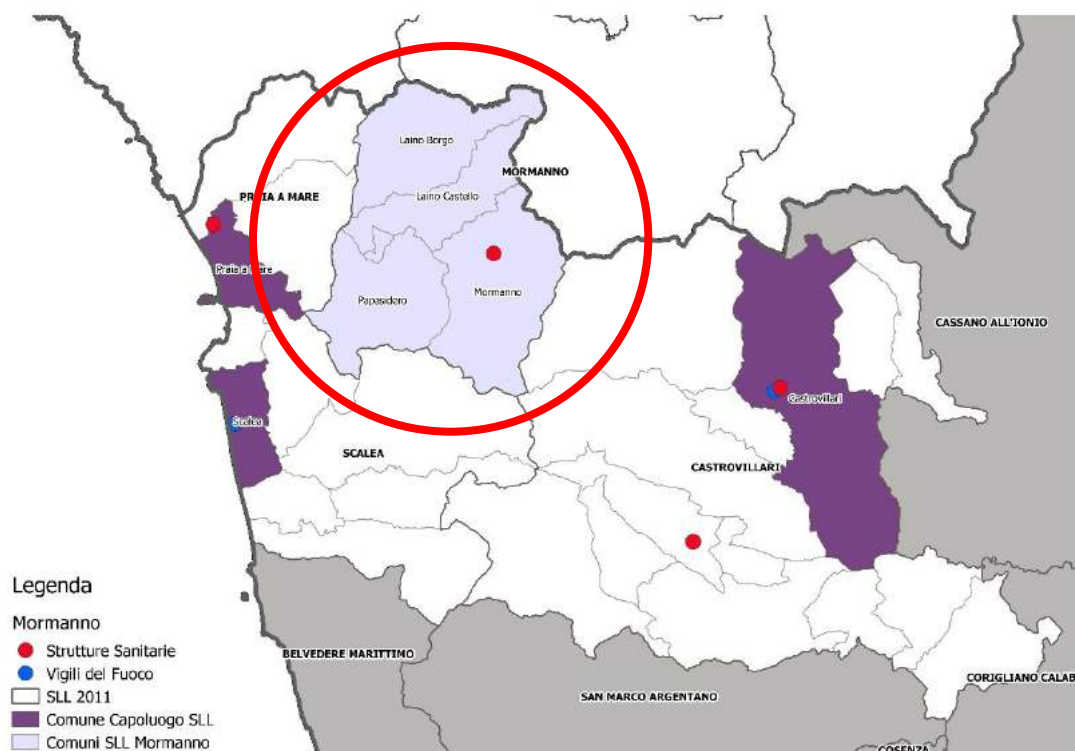 Laino Borgo
MORMANNO
PRAIA A MARE
Laino Castello
Praia a Mare
Papasidero
Mormanno
CASSANO ALL'IONIO
Castrovillari
Scalea
SCALEA
CASTROVILLARI
Legenda
Mormanno
Strutture Sanitarie
Vigili del Fuoco
SLL 2011
Comune Capoluogo SLL
Comuni SLL Mormanno
BELVEDERE MARITTIMO
SAN MARCO ARGENTANO
CORIGLIANO CALAB
COSENZA